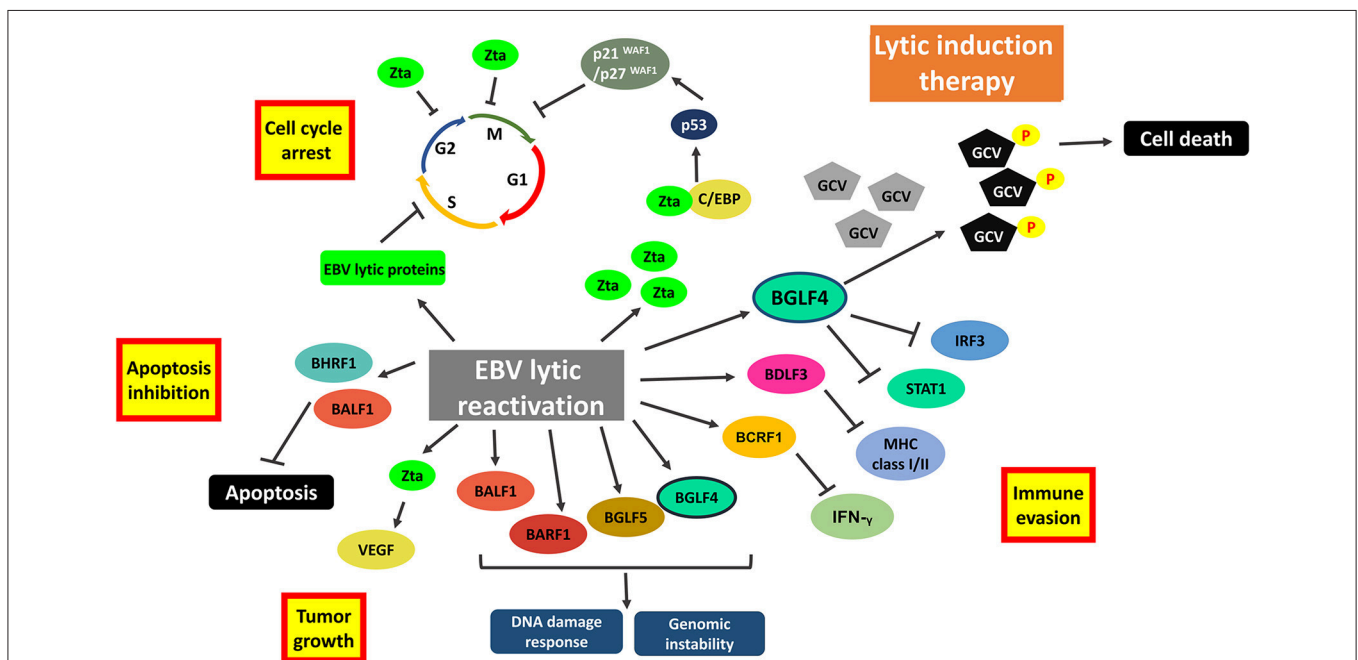 Zta
Zta
p21 WAF1
/p27 WAF1
Lytic induction
therapy
Cell cycle
arrest
G2
M
G1
S
p53
Zta
C/EBP
GCV
GCV
GCV
GCV
P
GCV
P
GCV
P
Cell death
EBV lytic proteins
Zta
Zta
Zta
BGLF4
IRF3
STAT1
Apoptosis
inhibition
BHRF1
BALF1
EBV lytic
reactivation
BDLF3
BCRF1
MHC
class I/II
Apoptosis
Zta
VEGF
BALF1
BARF1
BGLF5
BGLF4
IFN-γ
Immune
evasion
Tumor
growth
DNA damage
response
Genomic
instability